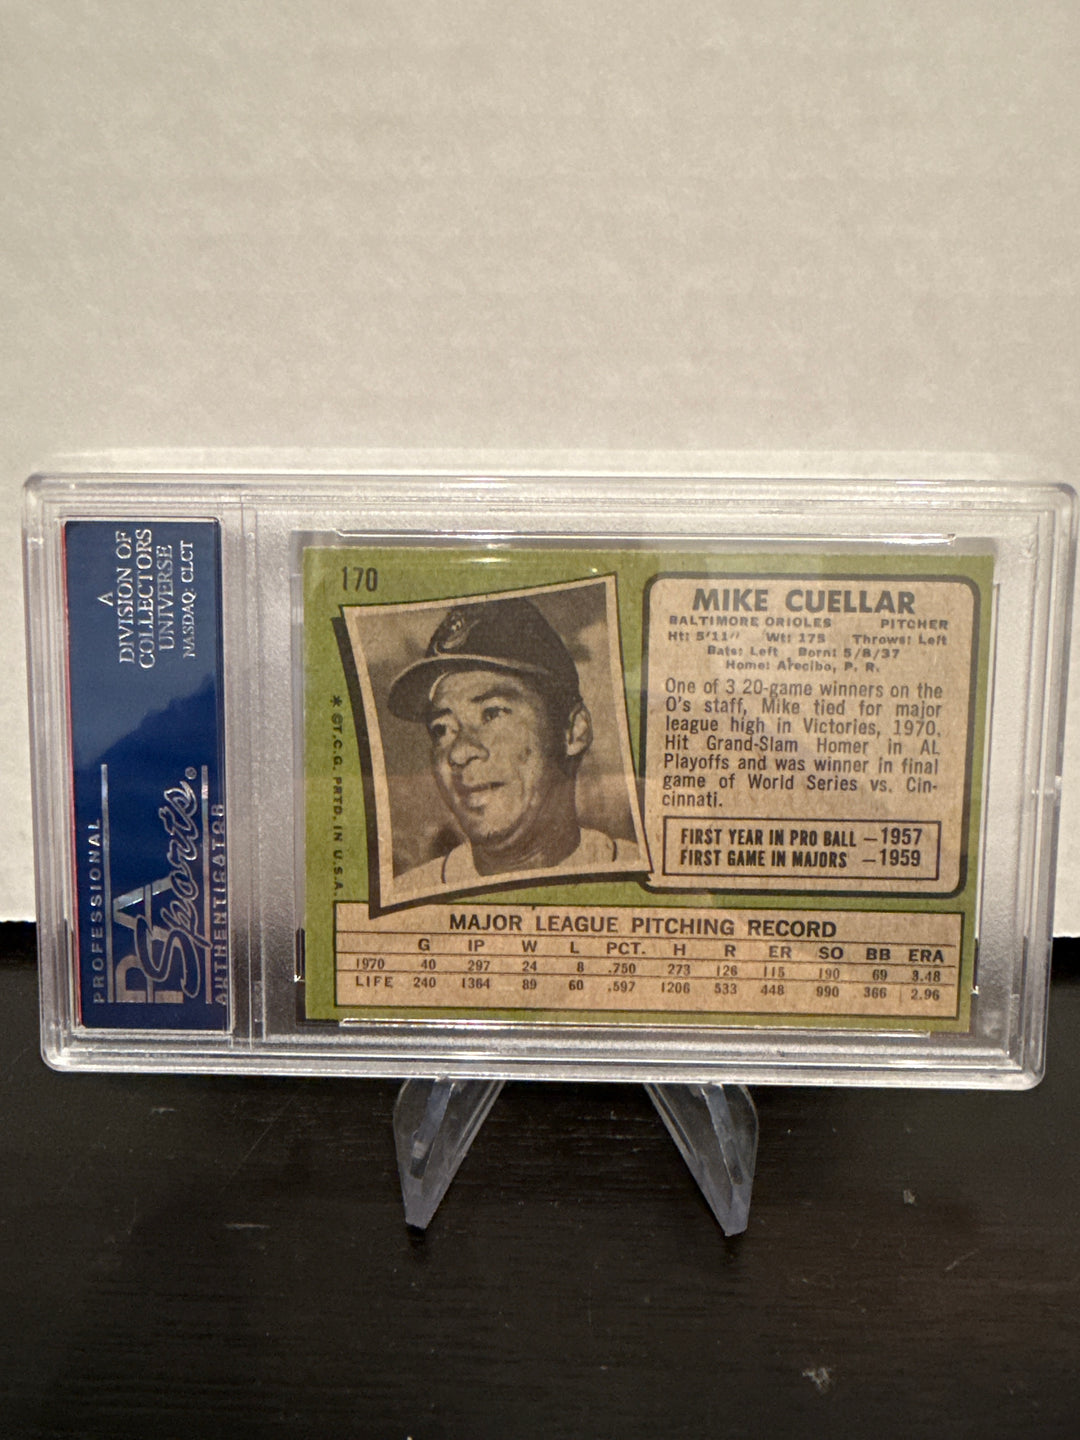 A
DIVISION OF
COLLECTORS
UNIVERSE
NASDAQ: CLCT
PROFESSIONAL
PSA
Sports®
AUTHENTICATOR
170
* ©T.C.G. PRTD. IN U.S.A.
MIKE CUELLAR
BALTIMORE ORIOLES PITCHER
Ht: 5'11" Wt: 175 Throws: Left
Bats: Left Born: 5/8/37
Home: Arecibo, P. R.
One of 3 20-game winners on the
O's staff, Mike tied for major
league high in Victories, 1970.
Hit Grand-Slam Homer in AL
Playoffs and was winner in final
game of World Series vs. Cin-
cinnati.
FIRST YEAR IN PRO BALL —1957
FIRST GAME IN MAJORS —1959
MAJOR LEAGUE PITCHING RECORD
G IP W L PCT. H R ER SO BB ERA
1970 40 297 24 8 .750 273 126 115 190 69 3.48
LIFE 240 1364 89 60 .597 1206 533 448 990 366 2.96